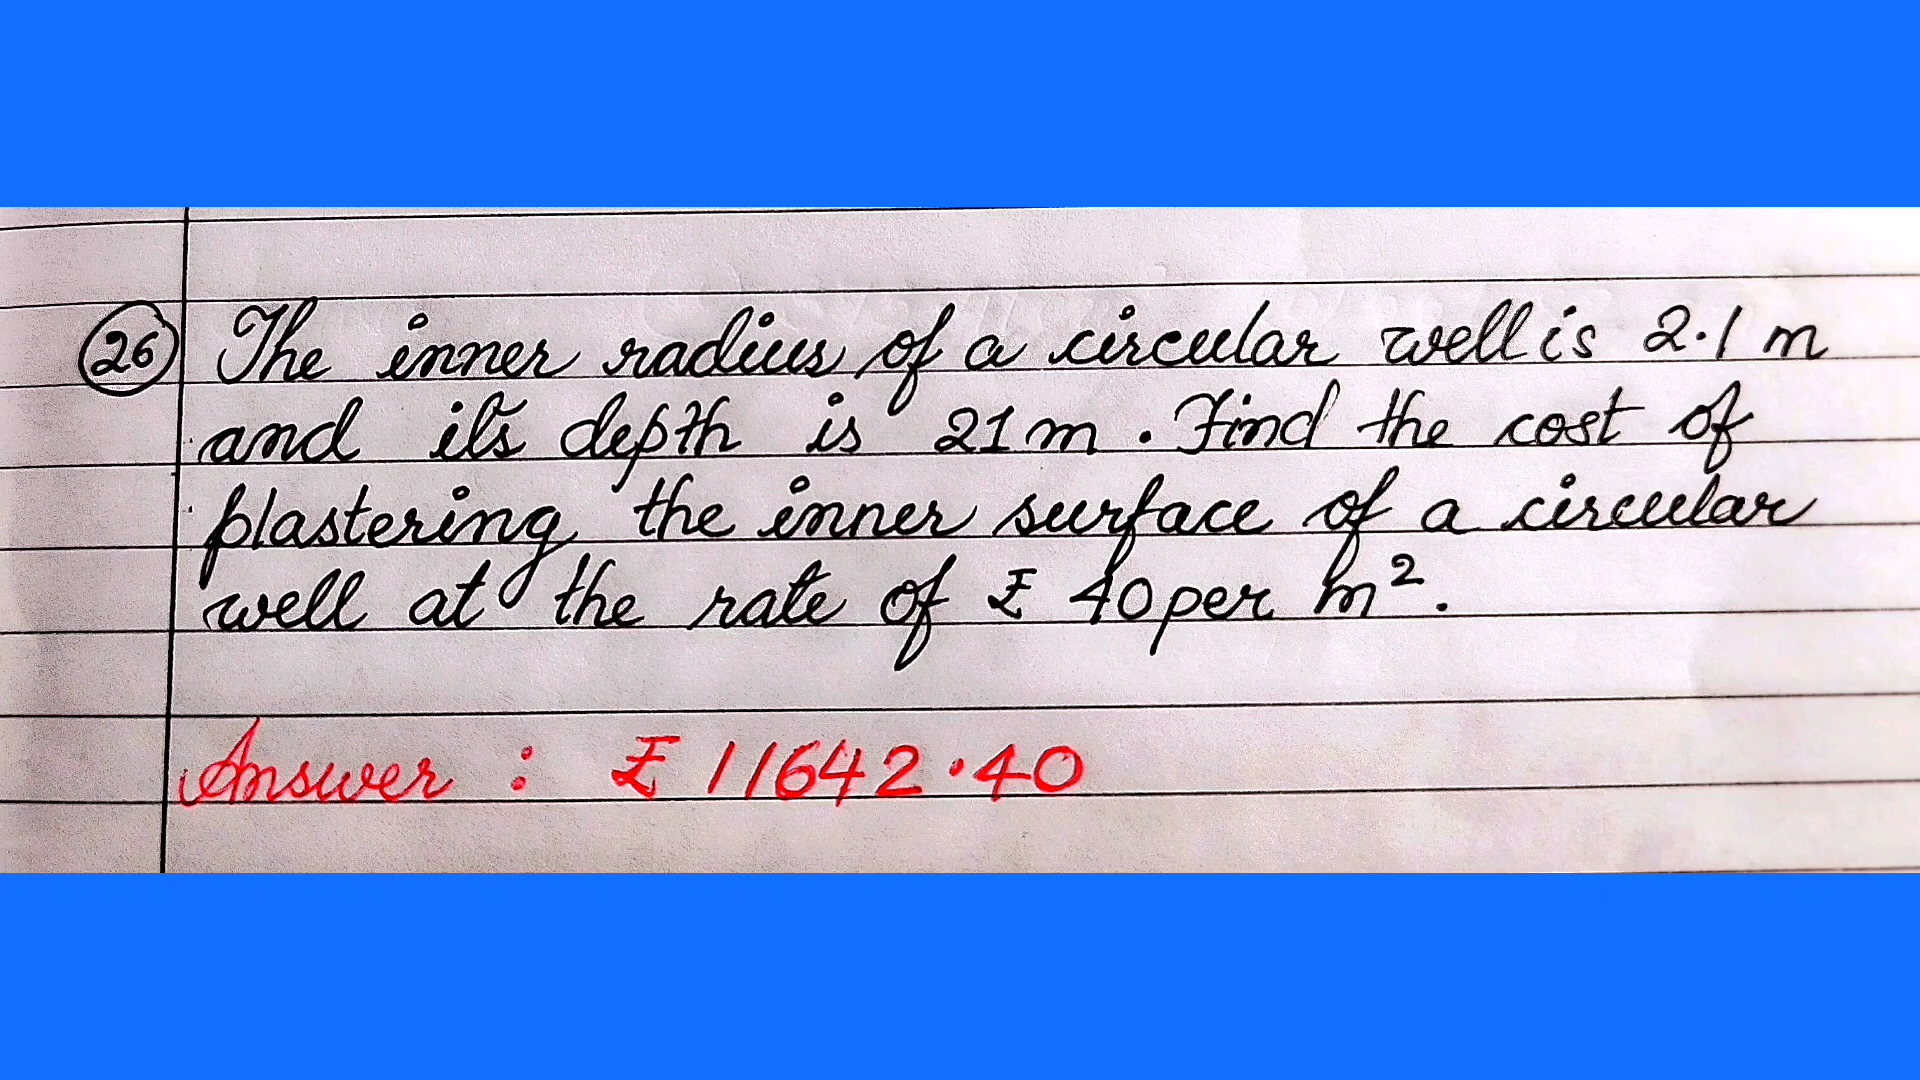 26 The inner radius of a circular well is 2.1 m
and its depth is 21 m. Find the cost of
plastering the inner surface of a circular
well at the rate of ₹ 40 per m².
Answer : ₹ 11642.40